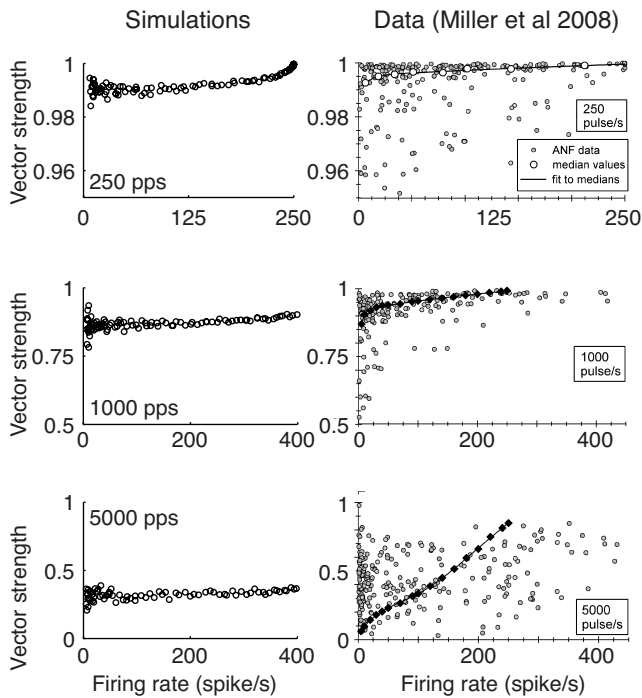 Simulations
Data (Miller et al 2008)
Vector strength
1
0.98
0.96
250 pps
0
125
250
1
0.98
0.96
250
pulse/s
ANF data
median values
fit to medians
0
125
250
Vector strength
1
0.75
0.5
1000 pps
0
200
400
1
0.75
0.5
1000
pulse/s
0
200
400
Vector strength
1
0.5
0
5000 pps
0
200
400
Firing rate (spike/s)
1
0.5
0
5000
pulse/s
0
200
400
Firing rate (spike/s)